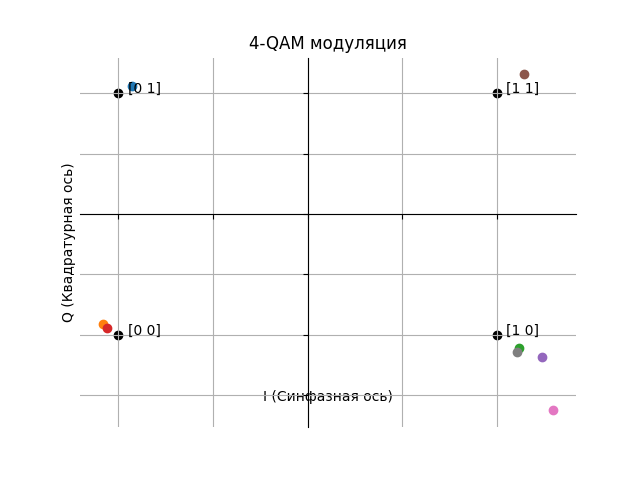 4-QAM модуляция
[0 1]
[1 1]
Q (Квадратурная ось)
[0 0]
[1 0]
I (Синфазная ось)